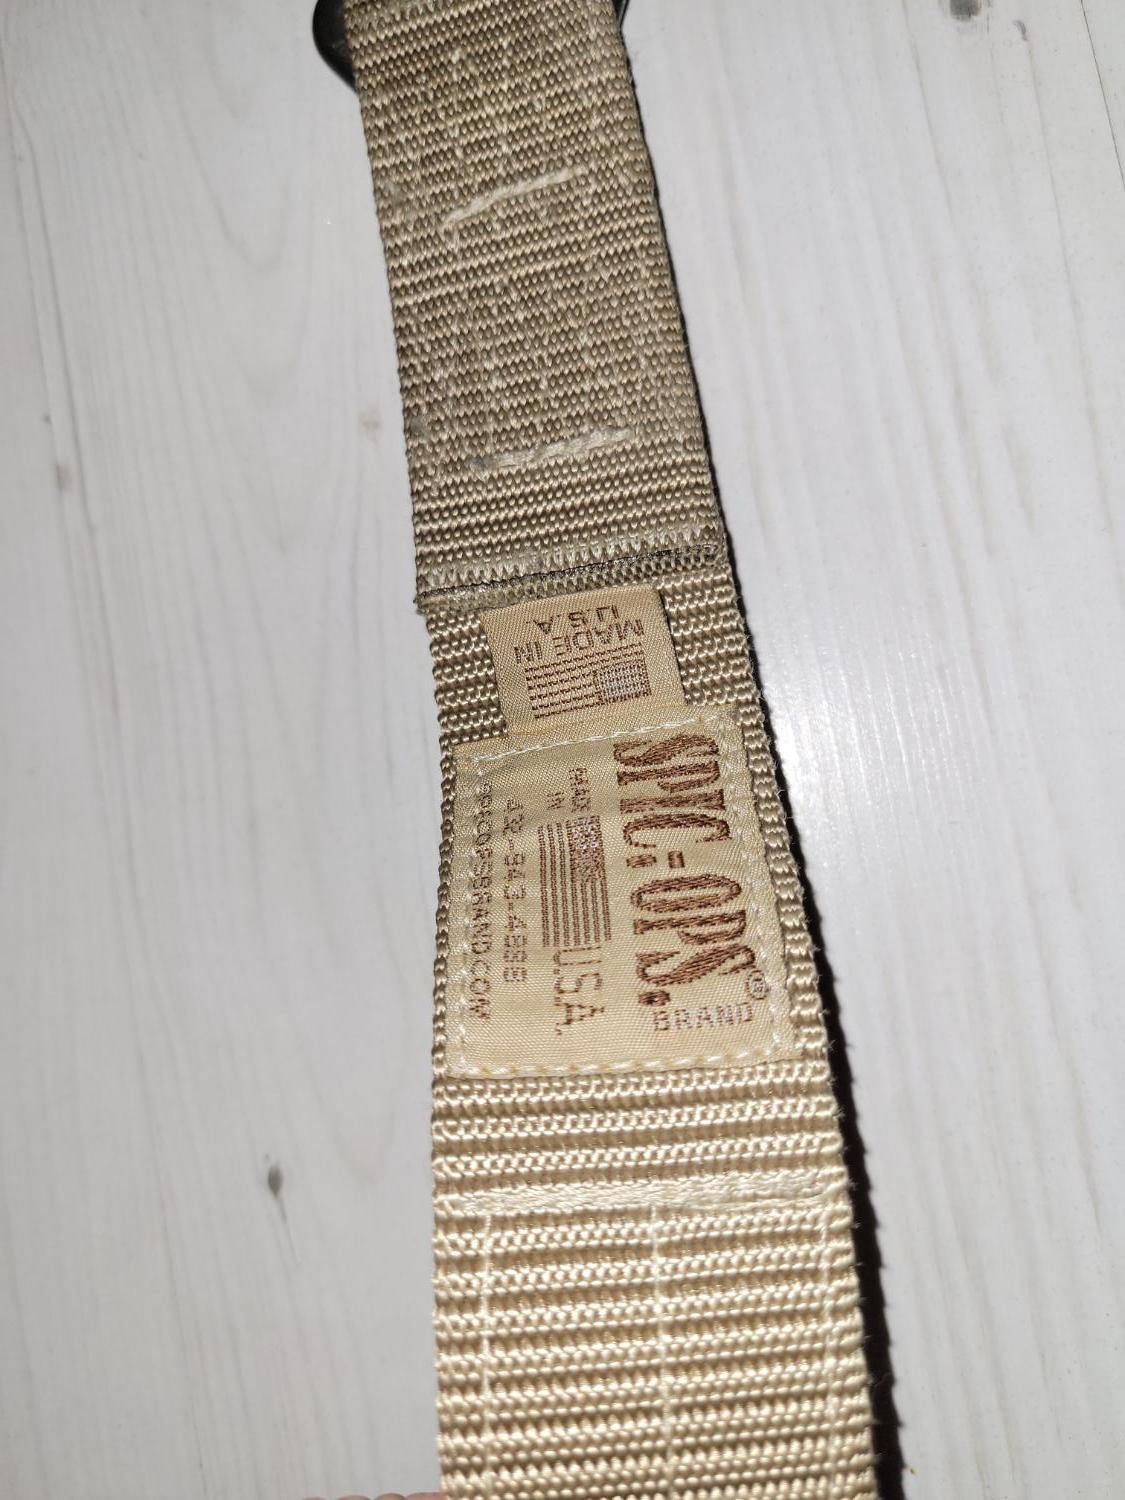 MADE IN
U.S.A.
SPEC.-OPS.®
BRAND
MADE
IN
U.S.A.
SPECOPSBRAND.COM